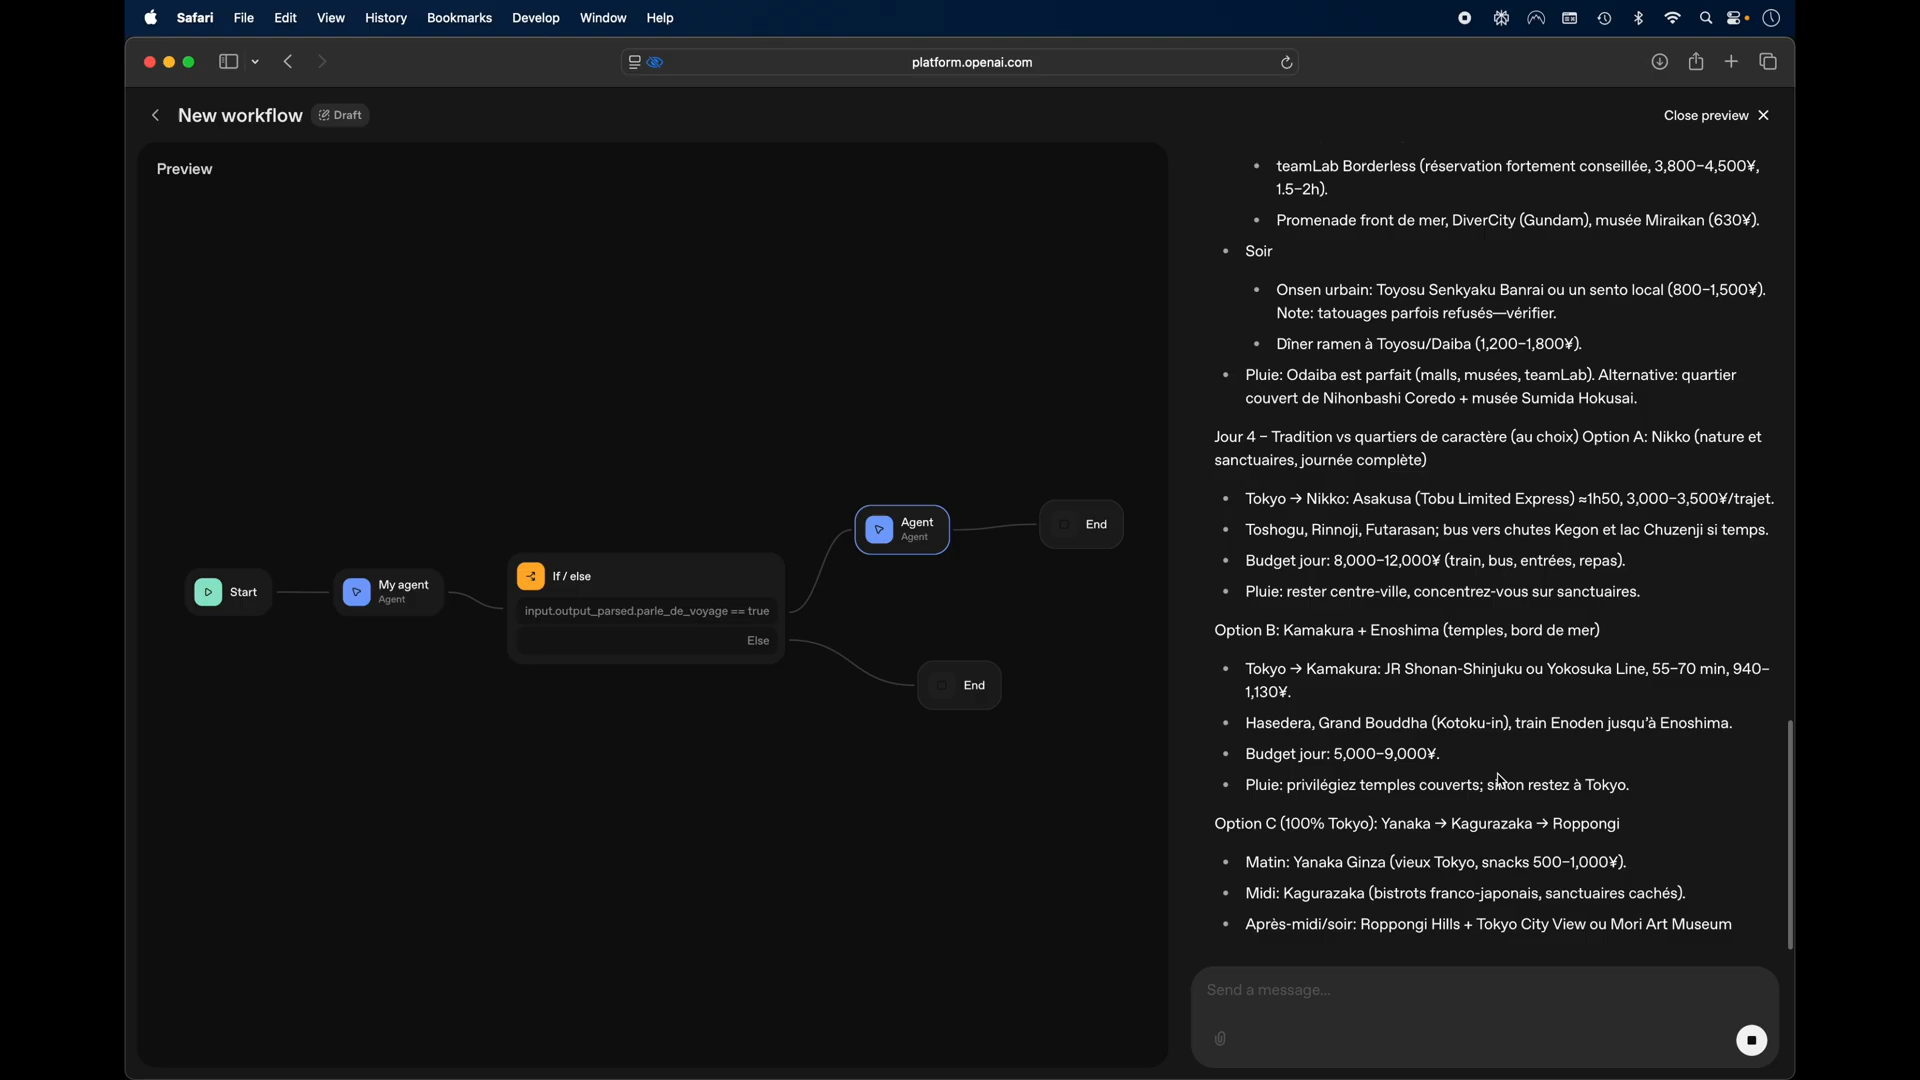 Safari File Edit View History Bookmarks Develop Window Help
platform.openai.com
New workflow Draft
Close preview
Preview
Start
My agent
Agent
If / else
input.output_parsed.parle_de_voyage == true
Else
Agent
Agent
End
End
• teamLab Borderless (réservation fortement conseillée, 3,800–4,500¥,
1.5–2h).
• Promenade front de mer, DiverCity (Gundam), musée Miraikan (630¥).
• Soir
• Onsen urbain: Toyosu Senkyaku Banrai ou un sento local (800–1,500¥).
Note: tatouages parfois refusés—vérifier.
• Dîner ramen à Toyosu/Daiba (1,200–1,800¥).
• Pluie: Odaiba est parfait (malls, musées, teamLab). Alternative: quartier
couvert de Nihonbashi Coredo + musée Sumida Hokusai.
Jour 4 – Tradition vs quartiers de caractère (au choix) Option A: Nikko (nature et
sanctuaires, journée complète)
• Tokyo → Nikko: Asakusa (Tobu Limited Express) ≈1h50, 3,000–3,500¥/trajet.
• Toshogu, Rinnoji, Futarasan; bus vers chutes Kegon et lac Chuzenji si temps.
• Budget jour: 8,000–12,000¥ (train, bus, entrées, repas).
• Pluie: rester centre-ville, concentrez-vous sur sanctuaires.
Option B: Kamakura + Enoshima (temples, bord de mer)
• Tokyo → Kamakura: JR Shonan-Shinjuku ou Yokosuka Line, 55–70 min, 940–
1,130¥.
• Hasedera, Grand Bouddha (Kotoku-in), train Enoden jusqu’à Enoshima.
• Budget jour: 5,000–9,000¥.
• Pluie: privilégiez temples couverts; sinon restez à Tokyo.
Option C (100% Tokyo): Yanaka → Kagurazaka → Roppongi
• Matin: Yanaka Ginza (vieux Tokyo, snacks 500–1,000¥).
• Midi: Kagurazaka (bistrots franco-japonais, sanctuaires cachés).
• Après-midi/soir: Roppongi Hills + Tokyo City View ou Mori Art Museum
Send a message...